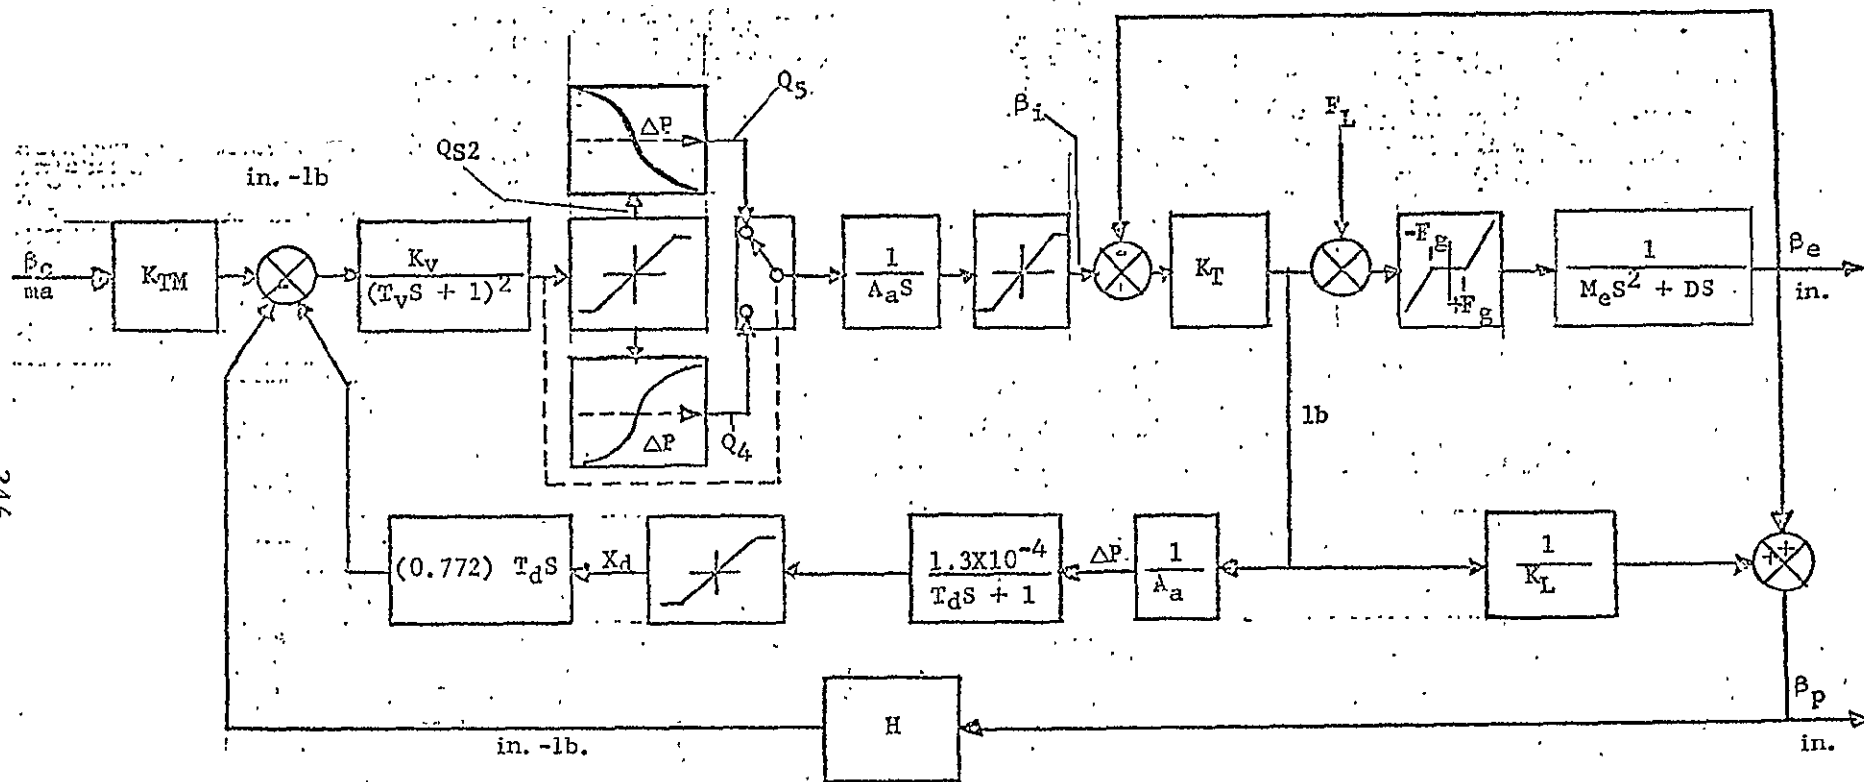 Q5
ΔP
QS2
in. -lb
βi
FL
βc
ma
KTM
Kv
(TvS + 1)²
1
AaS
KT
-Fg
+Fg
1
MeS² + DS
βe
in.
ΔP
Q4
lb
(0.772) TdS
Xd
1.3X10⁻⁴
TdS + 1
ΔP
1
Aa
1
KL
+
+
H
βp
in.
in. -lb.
246